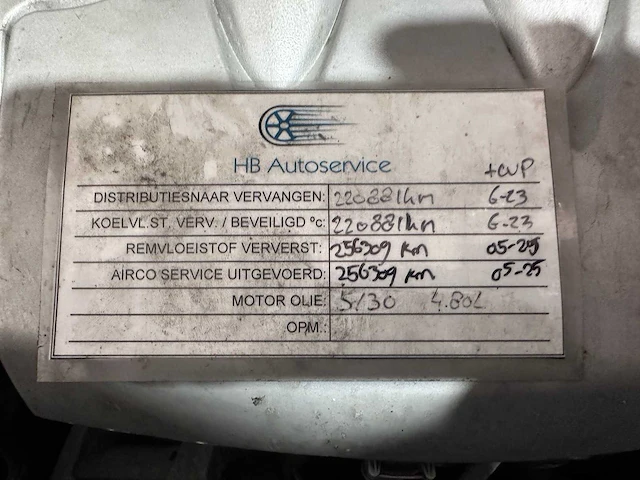 HB Autoservice
+WP
DISTRIBUTIESNAAR VERVANGEN: 220881km 6-23
KOELVL.ST. VERV. / BEVEILIGD °C: 220881km 6-23
REMVLOEISTOF VERVERST: 256309 km 05-25
AIRCO SERVICE UITGEVOERD: 256309 km 05-25
MOTOR OLIE: 5/30 4.80L
OPM.: